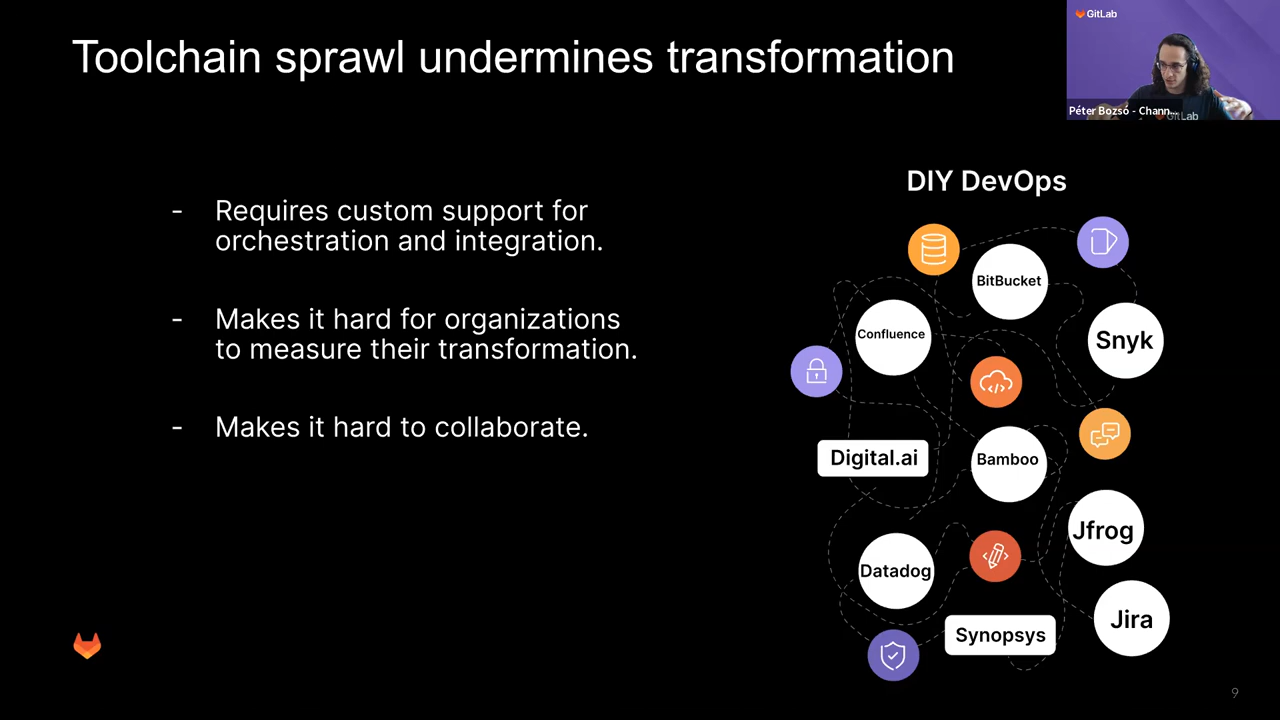 Toolchain sprawl undermines transformation
GitLab
Péter Bozsó - Chann...
GitLab
- Requires custom support for
orchestration and integration.
- Makes it hard for organizations
to measure their transformation.
- Makes it hard to collaborate.
DIY DevOps
BitBucket
Confluence
Snyk
Digital.ai
Bamboo
Jfrog
Datadog
Jira
Synopsys
9